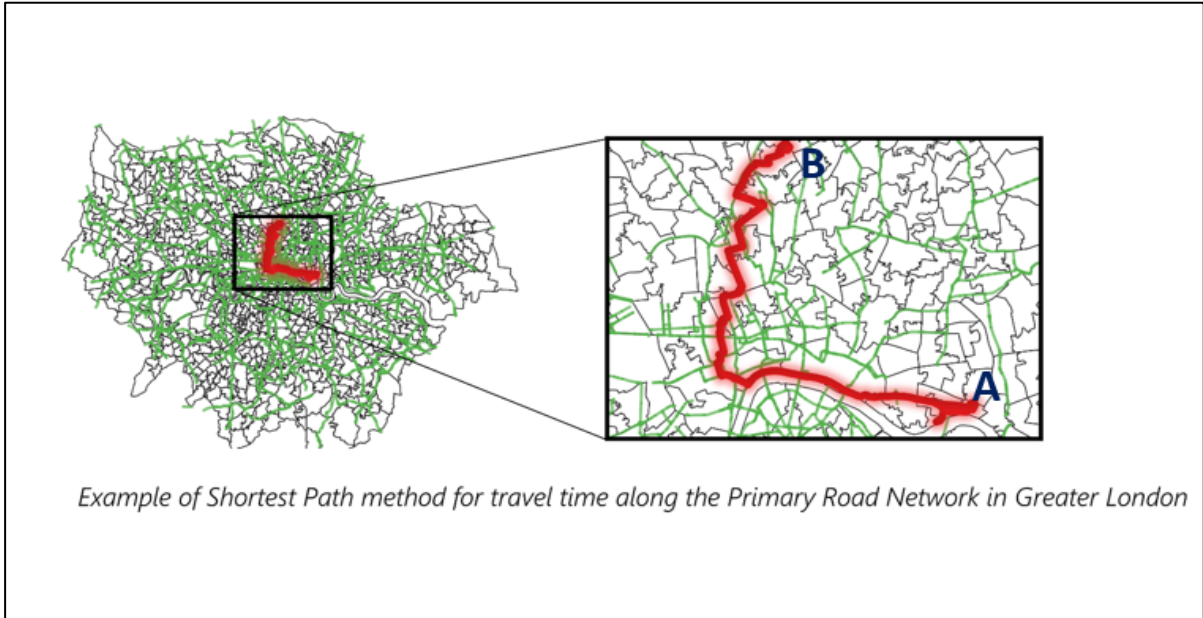 B
A
Example of Shortest Path method for travel time along the Primary Road Network in Greater London